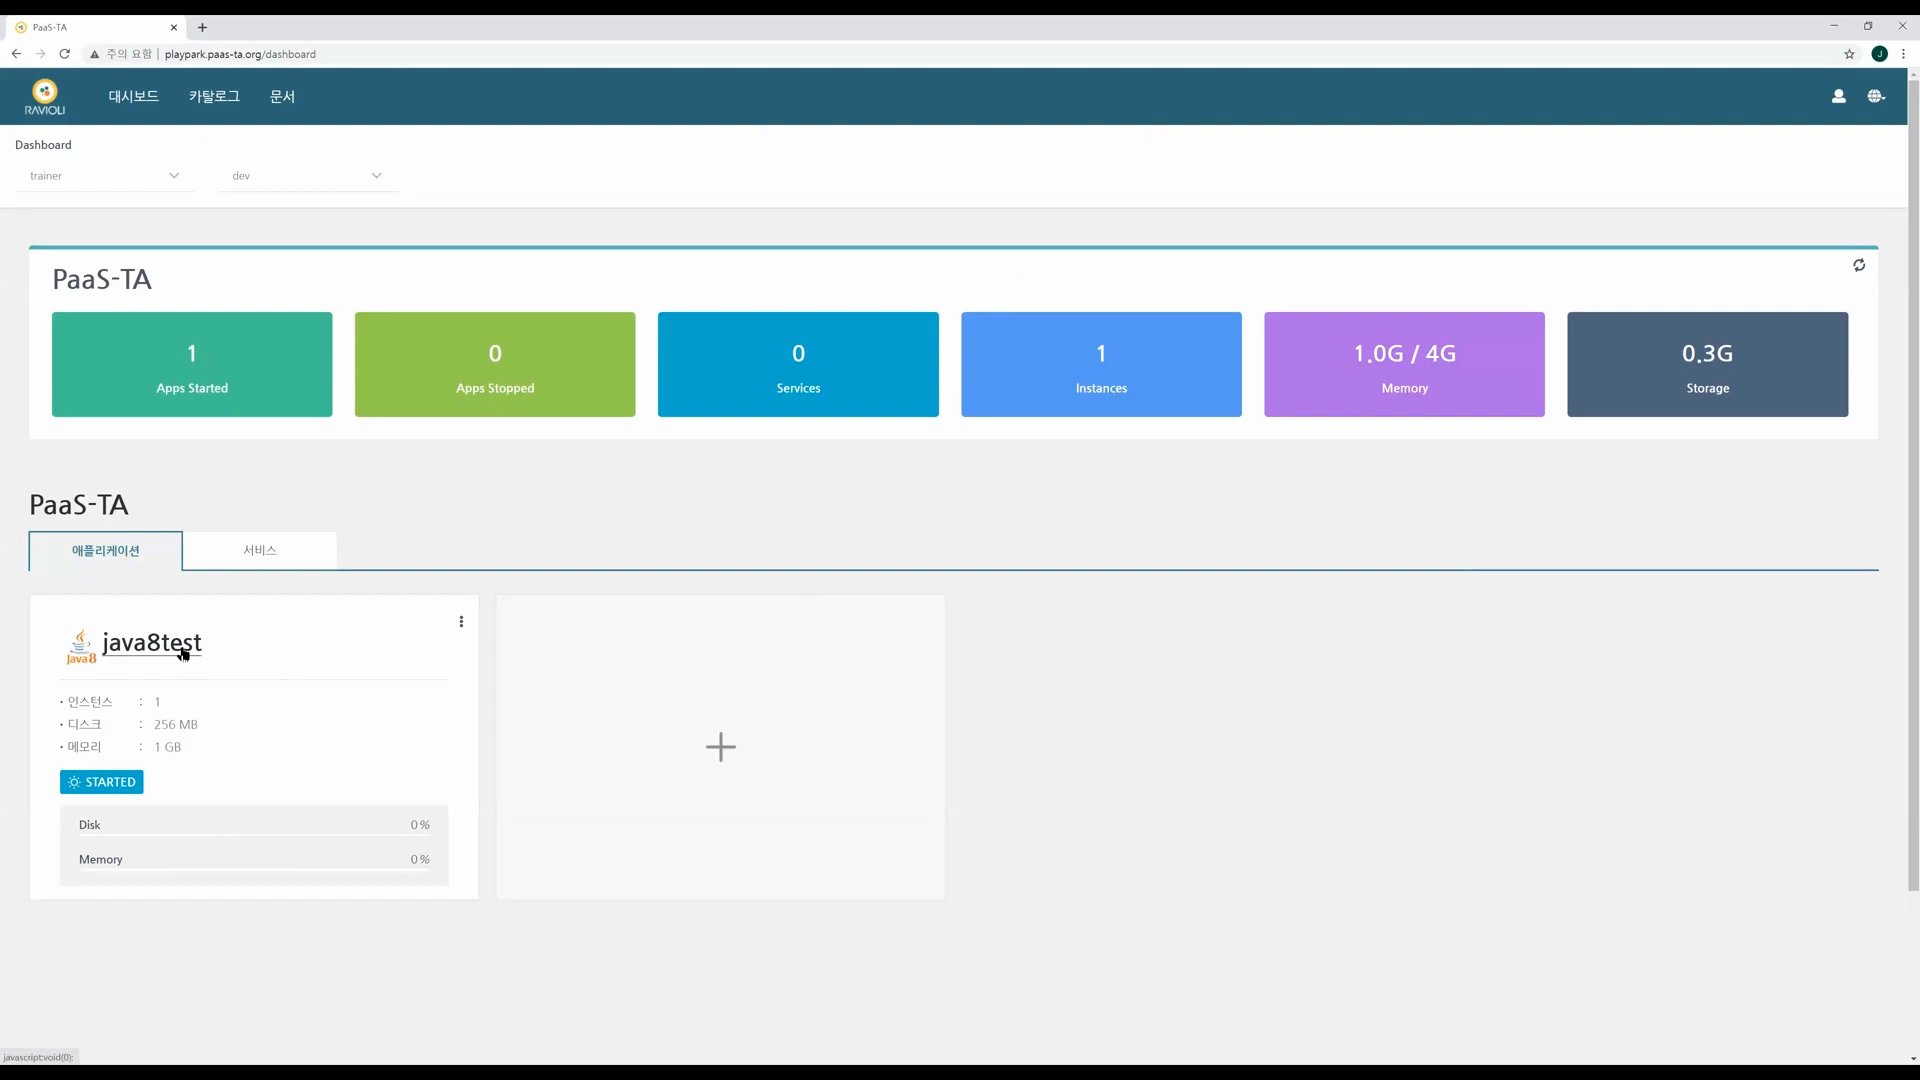 PaaS-TA
주의 요함 | playpark.paas-ta.org/dashboard
J
RAVIOLI
대시보드 카탈로그 문서
Dashboard
trainer dev
PaaS-TA
1 0 0 1 1.0G / 4G 0.3G
Apps Started Apps Stopped Services Instances Memory Storage
PaaS-TA
애플리케이션 서비스
Java8 java8test
• 인스턴스 : 1
• 디스크 : 256 MB
• 메모리 : 1 GB
STARTED
Disk 0 %
Memory 0 %
javascript:void(0);